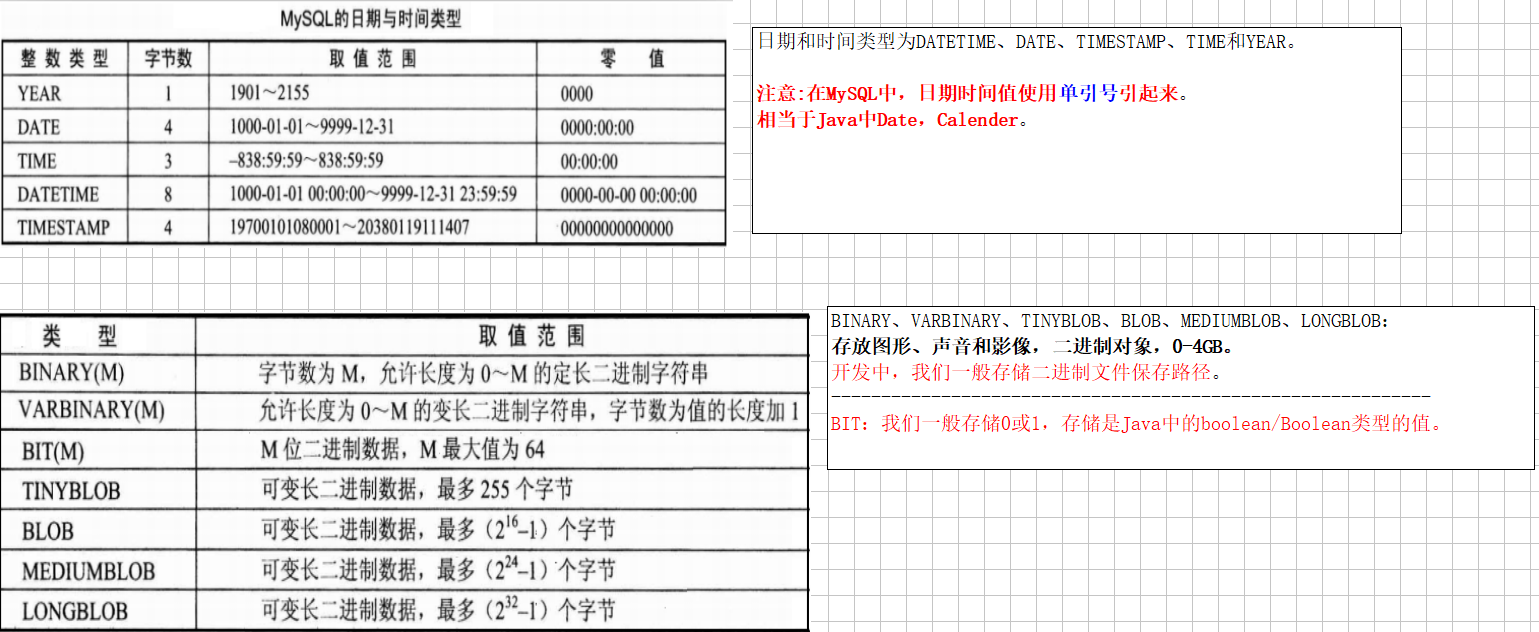 MySQL的日期与时间类型
整数类型 字节数 取值范围 零值
YEAR 1 1901～2155 0000
DATE 4 1000-01-01～9999-12-31 0000:00:00
TIME 3 –838:59:59～838:59:59 00:00:00
DATETIME 8 1000-01-01 00:00:00～9999-12-31 23:59:59 0000-00-00 00:00:00
TIMESTAMP 4 19700101080001～20380119111407 00000000000000
日期和时间类型为DATETIME、DATE、TIMESTAMP、TIME和YEAR。
注意:在MySQL中，日期时间值使用单引号引起来。
相当于Java中Date，Calender。
类型 取值范围
BINARY(M) 字节数为 M，允许长度为 0～M 的定长二进制字符串
VARBINARY(M) 允许长度为 0～M 的变长二进制字符串，字节数为值的长度加 1
BIT(M) M 位二进制数据，M 最大值为 64
TINYBLOB 可变长二进制数据，最多 255 个字节
BLOB 可变长二进制数据，最多（2^16–1）个字节
MEDIUMBLOB 可变长二进制数据，最多（2^24–1）个字节
LONGBLOB 可变长二进制数据，最多（2^32–1）个字节
BINARY、VARBINARY、TINYBLOB、BLOB、MEDIUMBLOB、LONGBLOB:
存放图形、声音和影像，二进制对象，0-4GB。
开发中，我们一般存储二进制文件保存路径。
------------------------------------------------------------
BIT: 我们一般存储0或1，存储是Java中的boolean/Boolean类型的值。